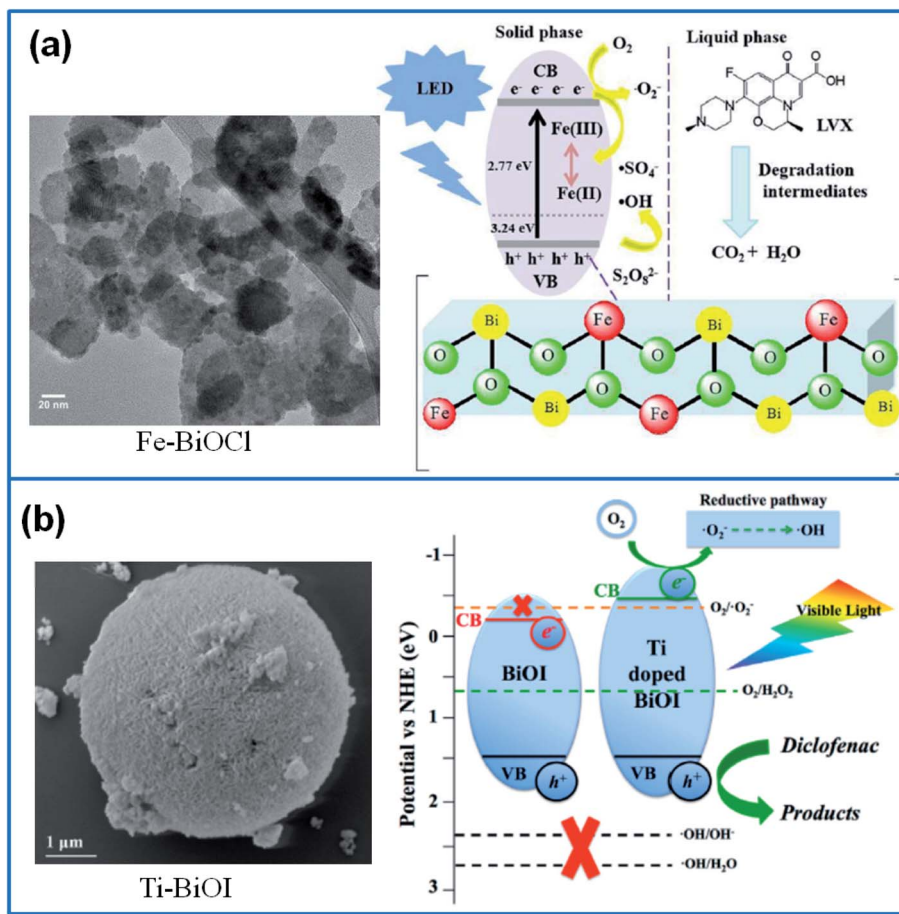 (a)
20 nm
Fe-BiOCl
LED
Solid phase
CB
e⁻ e⁻ e⁻ e⁻
O₂
·O₂⁻
Fe(III)
2.77 eV
Fe(II)
•SO₄⁻
•OH
3.24 eV
h⁺ h⁺ h⁺ h⁺
VB
S₂O₈²⁻
Liquid phase
F
O
O
OH
N
N
N
O
LVX
Degradation
intermediates
CO₂ + H₂O
Bi Fe Bi Fe
O O O O O
O O O O
Fe Bi Fe Bi Bi
(b)
1 µm
Ti-BiOI
Potential vs NHE (eV)
-1
0
1
2
3
O₂
Reductive pathway
·O₂⁻ ·OH
CB
e⁻
CB
e⁻
O₂/·O₂⁻
Visible Light
BiOI
Ti
doped
BiOI
O₂/H₂O₂
VB
h⁺
VB
h⁺
Diclofenac
Products
·OH/OH⁻
·OH/H₂O